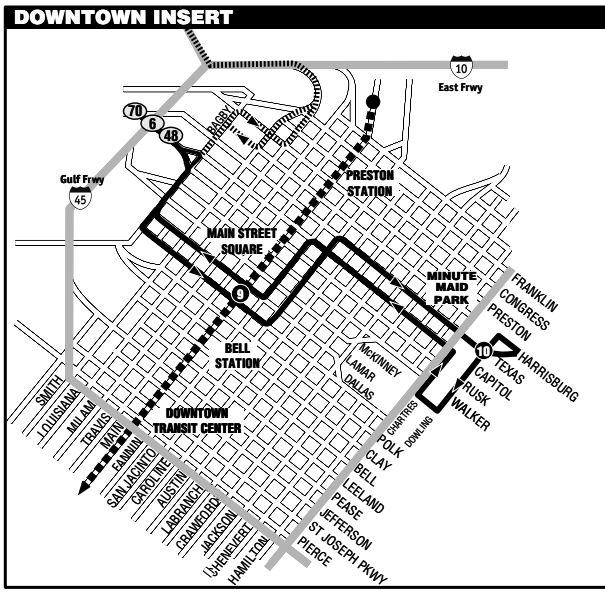 DOWNTOWN INSERT
10
East Frwy
70
6
48
BAGBY
Gulf Frwy
45
PRESTON
STATION
MAIN STREET
SQUARE
MINUTE
MAID
PARK
9
BELL
STATION
10
FRANKLIN
CONGRESS
PRESTON
HARRISBURG
TEXAS
CAPITOL
RUSK
WALKER
McKINNEY
LAMAR
DALLAS
CHARTRES
DOWLING
DOWNTOWN
TRANSIT CENTER
SMITH
LOUISIANA
MILAM
TRAVIS
MAIN
FANNIN
SAN JACINTO
CAROLINE
AUSTIN
LABRANCH
CRAWFORD
JACKSON
CHENEVERT
HAMILTON
POLK
CLAY
BELL
LEELAND
PEASE
JEFFERSON
ST JOSEPH PKWY
PIERCE